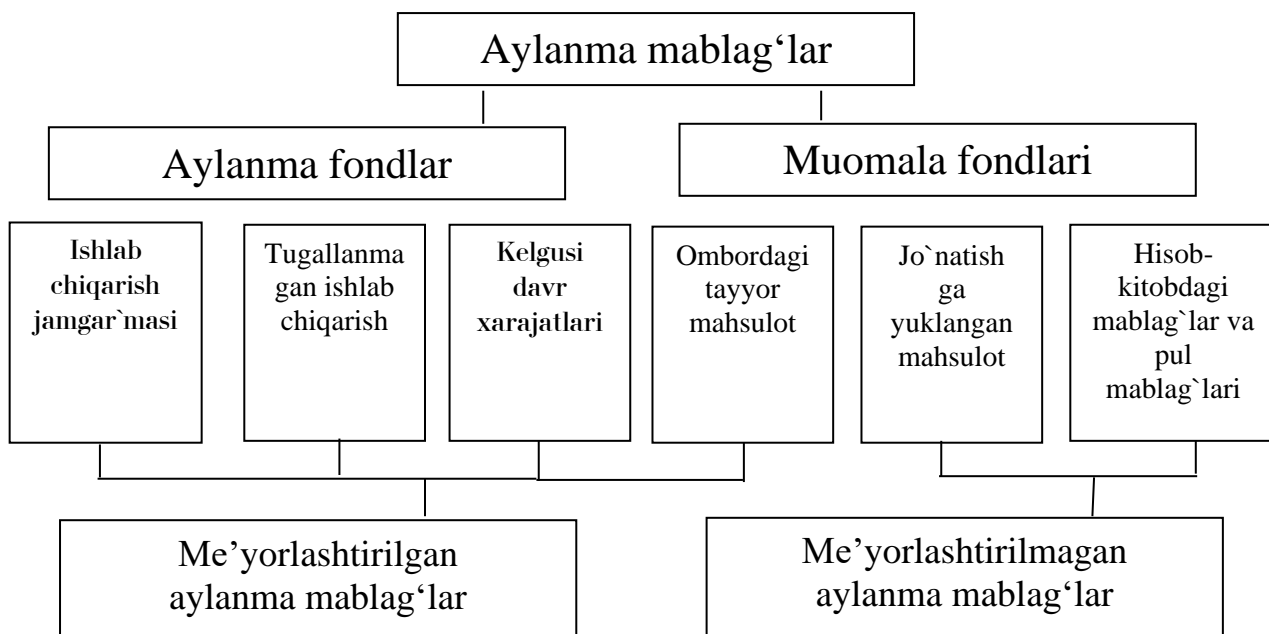 Aylanma mablag‘lar
Aylanma fondlar
Muomala fondlari
Ishlab
chiqarish
jamgar`masi
Tugallanma
gan ishlab
chiqarish
Kelgusi
davr
xarajatlari
Ombordagi
tayyor
mahsulot
Jo`natish
ga
yuklangan
mahsulot
Hisob-
kitobdagi
mablag`lar va
pul
mablag`lari
Me’yorlashtirilgan
aylanma mablag‘lar
Me’yorlashtirilmagan
aylanma mablag‘lar